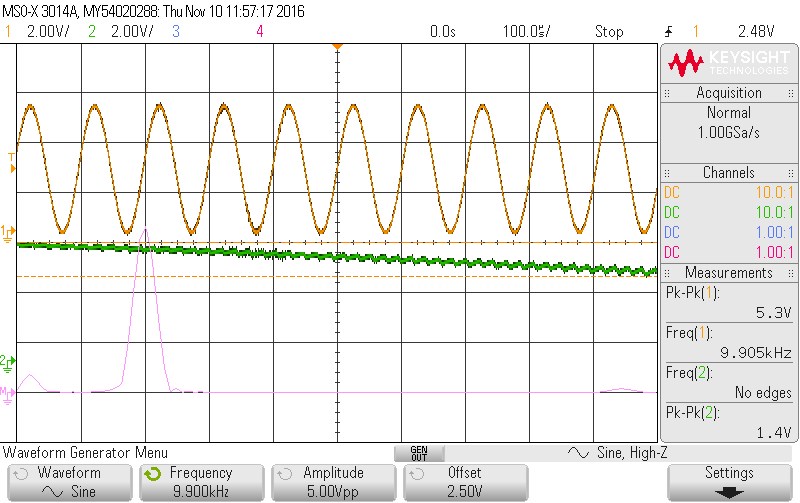 MSO-X 3014A, MY54020288: Thu Nov 10 11:57:17 2016
1 2.00V/ 2 2.00V/ 3 4 0.0s 100.0s/ Stop 1 2.48V
KEYSIGHT
TECHNOLOGIES
Acquisition
Normal
1.00GSa/s
Channels
DC 10.0:1
DC 10.0:1
DC 1.00:1
DC 1.00:1
Measurements
Pk-Pk(1):
5.3V
Freq(1):
9.905kHz
Freq(2):
No edges
Pk-Pk(2):
1.4V
T
1
2
M
Waveform Generator Menu
GEN
OUT
Sine, High-Z
Waveform
Sine
Frequency
9.900kHz
Amplitude
5.00Vpp
Offset
2.50V
Settings